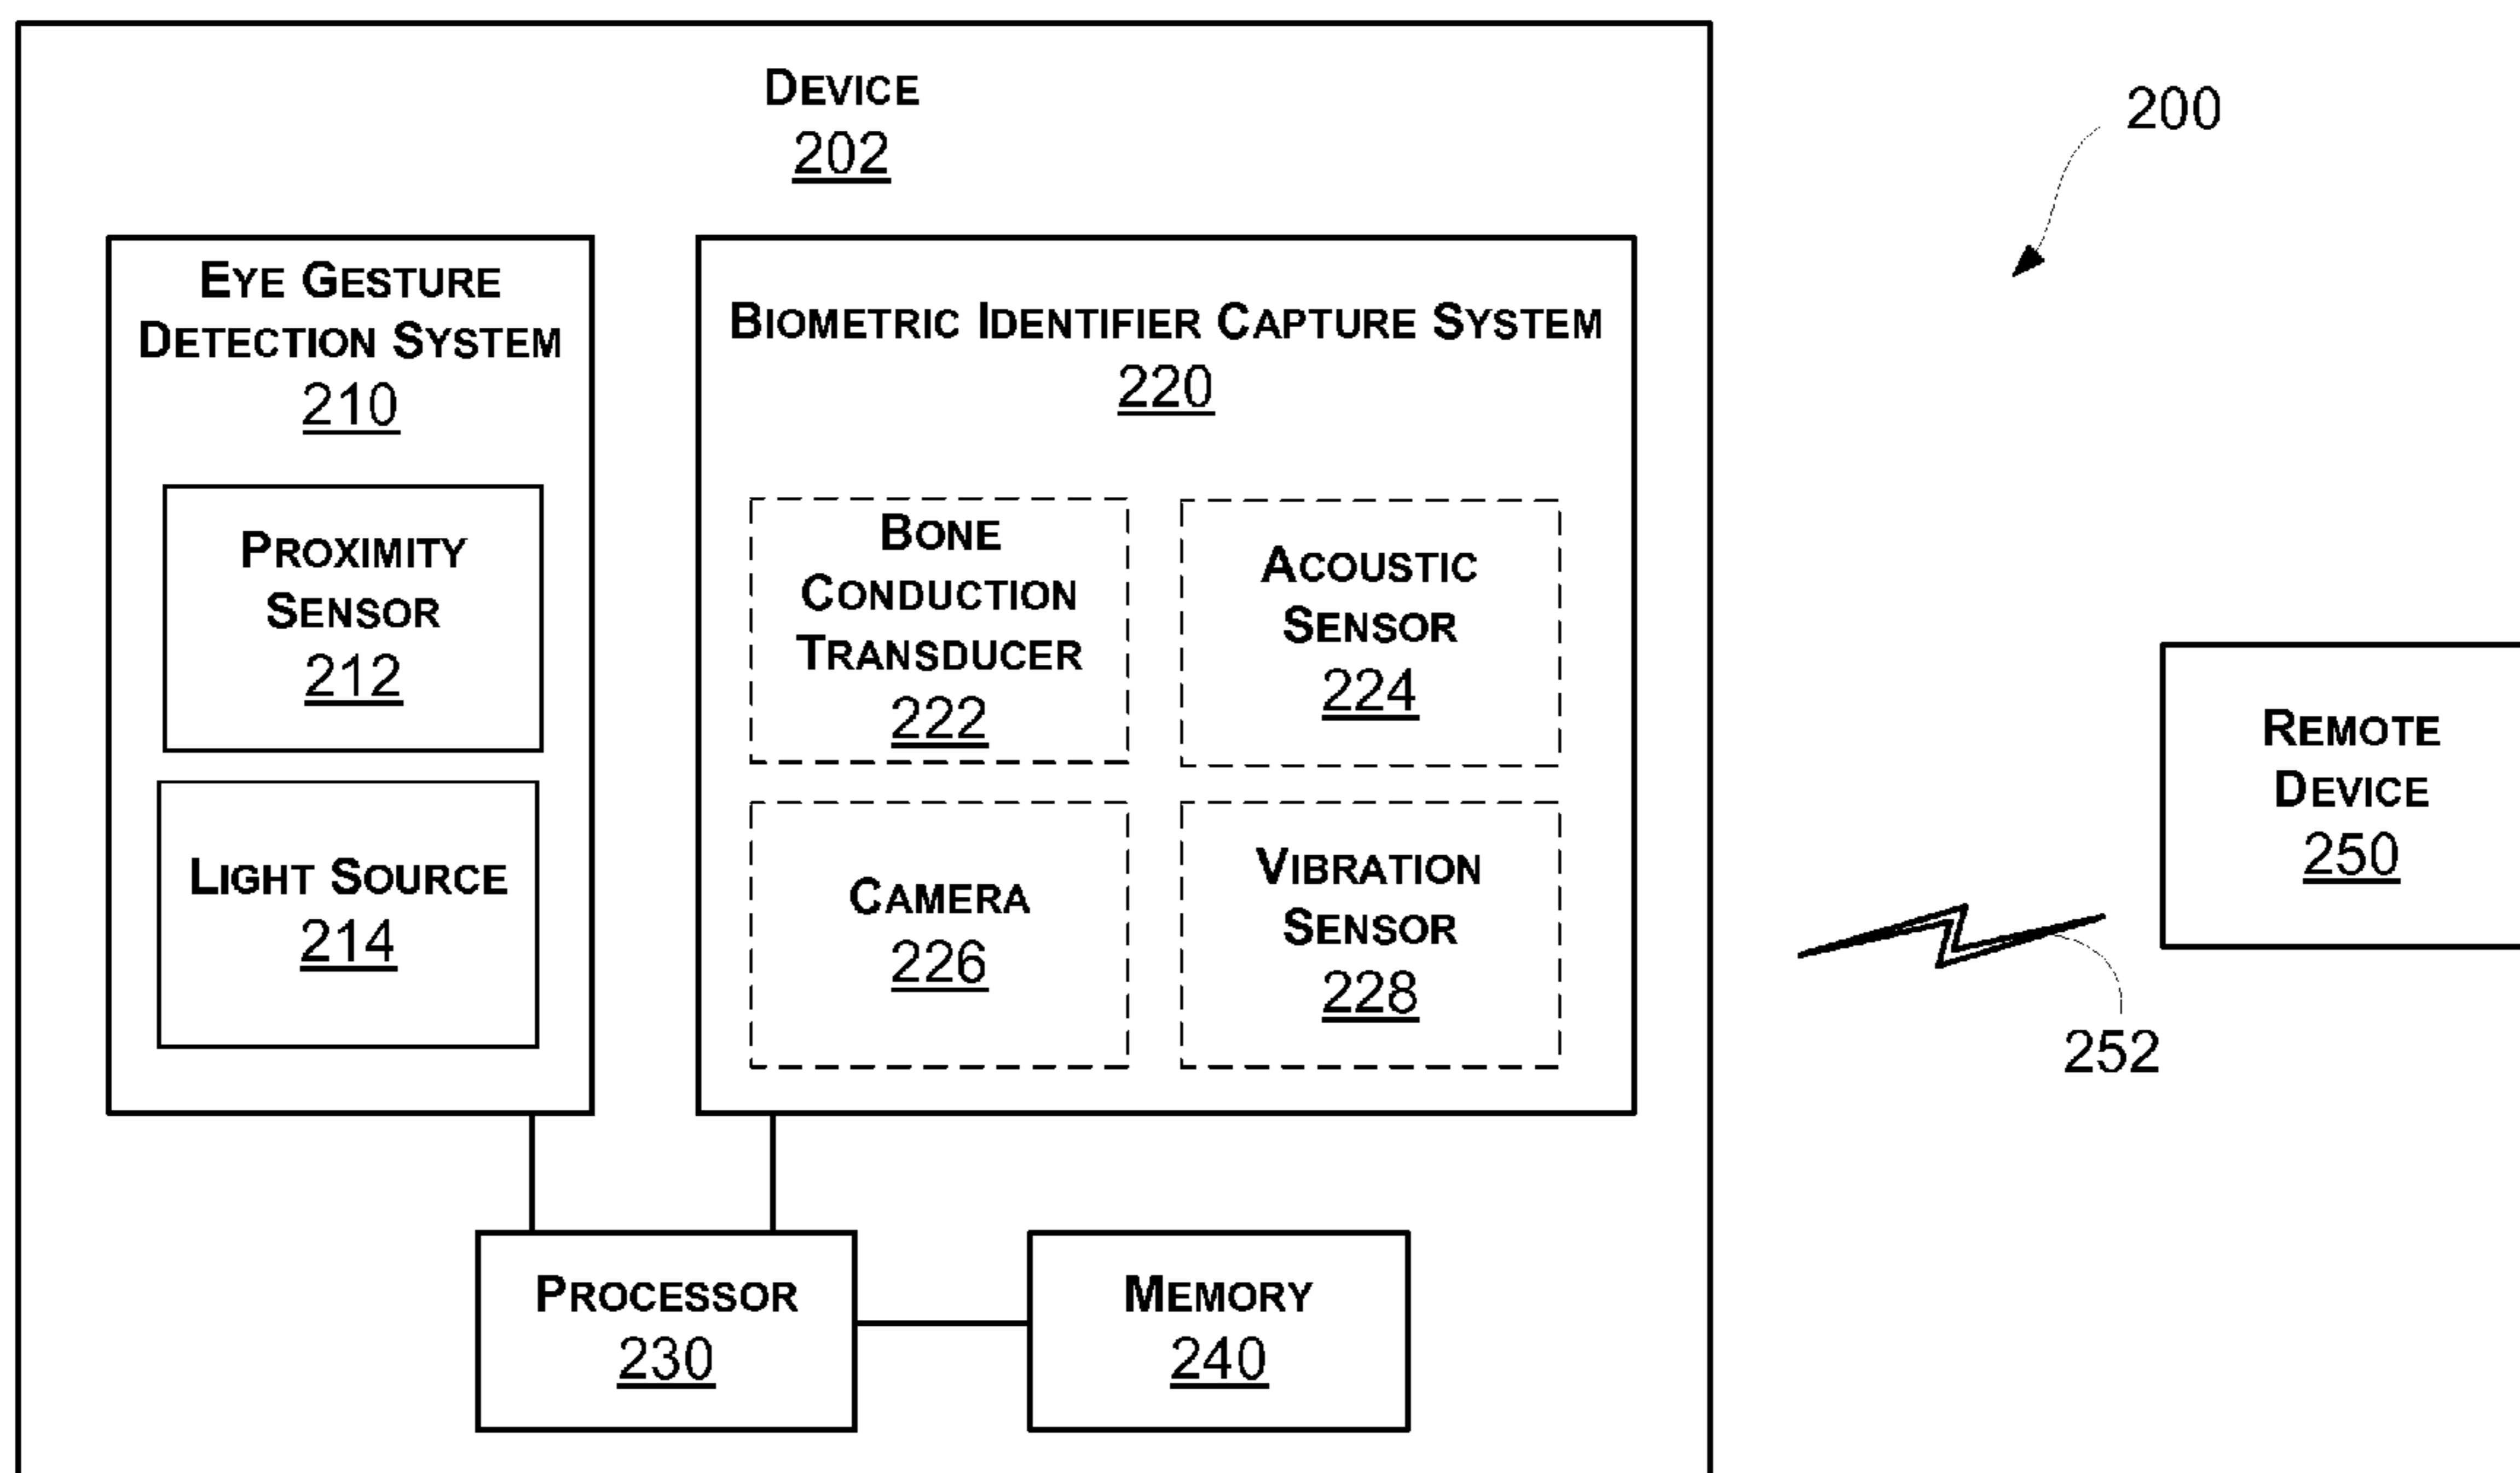 DEVICE
202
200
EYE GESTURE
DETECTION SYSTEM
210
PROXIMITY
SENSOR
212
LIGHT SOURCE
214
BIOMETRIC IDENTIFIER CAPTURE SYSTEM
220
BONE
CONDUCTION
TRANSDUCER
222
ACOUSTIC
SENSOR
224
CAMERA
226
VIBRATION
SENSOR
228
REMOTE
DEVICE
250
252
PROCESSOR
230
MEMORY
240